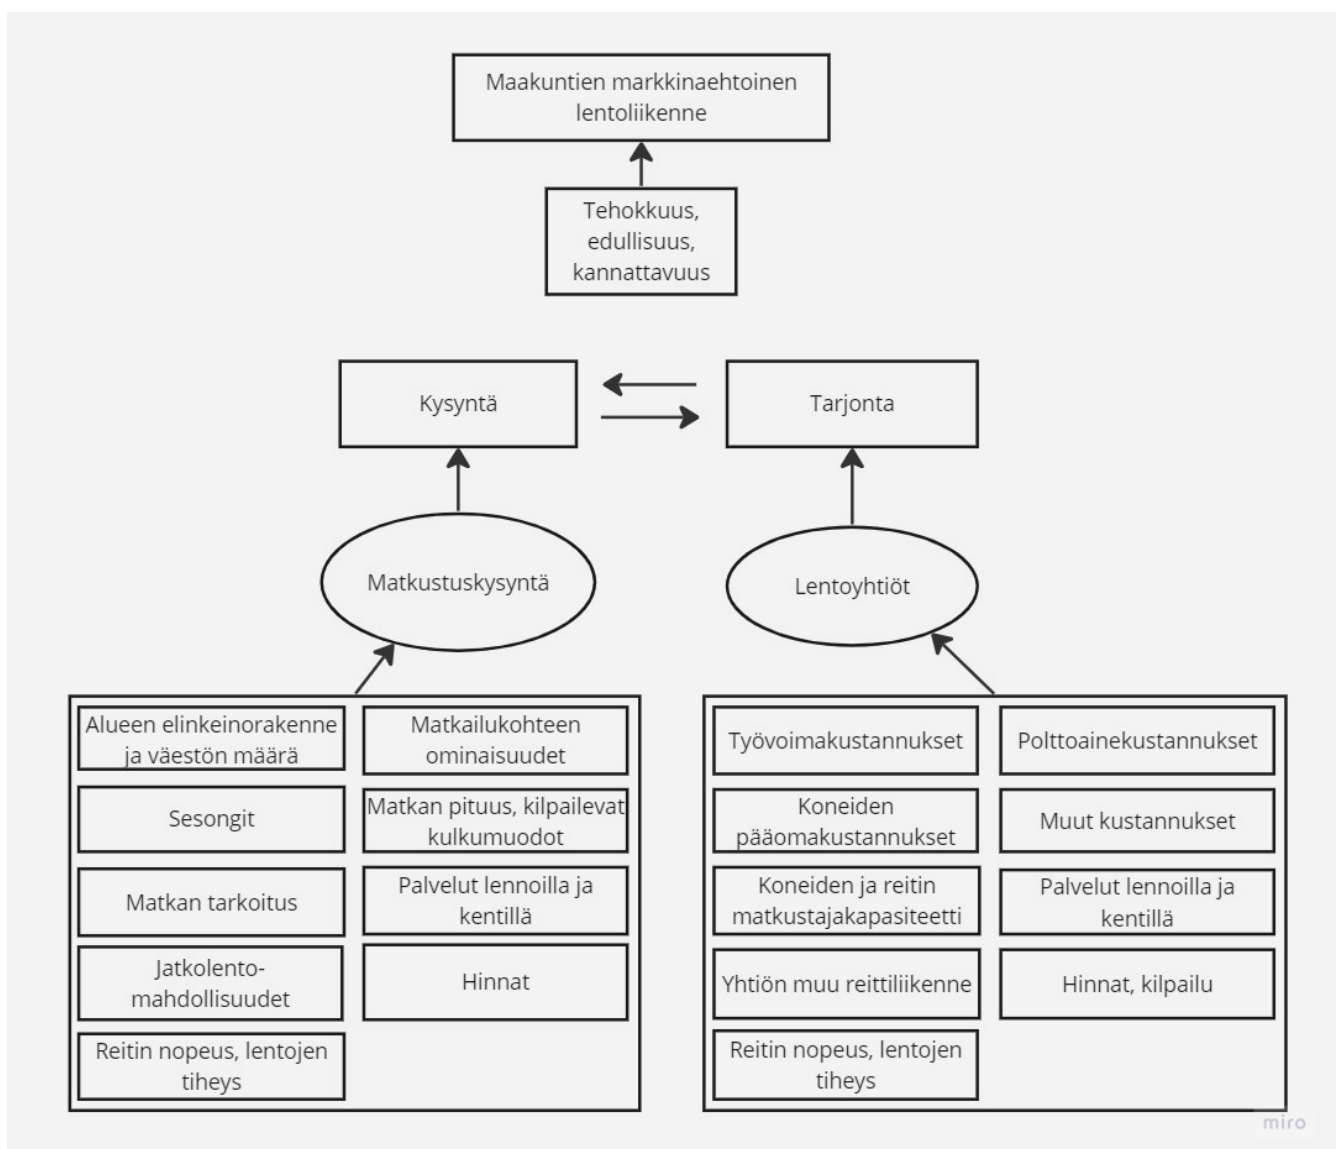 Maakuntien markkinaehtoinen
lentoliikenne
Tehokkuus,
edullisuus,
kannattavuus
Kysyntä
Tarjonta
Matkustuskysyntä
Lentoyhtiöt
Alueen elinkeinorakenne
ja väestön määrä
Matkailukohteen
ominaisuudet
Sesongit
Matkan pituus, kilpailevat
kulkumuodot
Matkan tarkoitus
Palvelut lennoilla ja
kentillä
Jatkolento-
mahdollisuudet
Hinnat
Reitin nopeus, lentojen
tiheys
Työvoimakustannukset
Polttoainekustannukset
Koneiden
pääomakustannukset
Muut kustannukset
Koneiden ja reitin
matkustajakapasiteetti
Palvelut lennoilla ja
kentillä
Yhtiön muu reittiliikenne
Hinnat, kilpailu
Reitin nopeus, lentojen
tiheys
miro